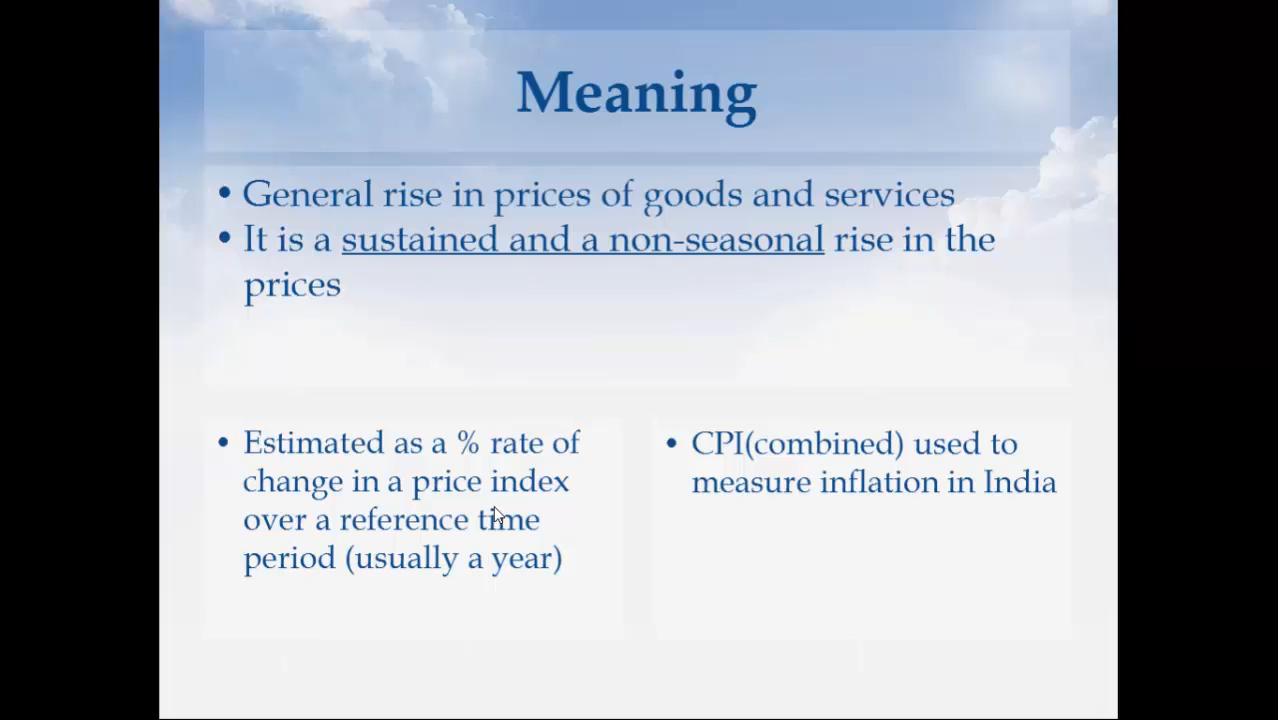 Meaning
• General rise in prices of goods and services
• It is a sustained and a non-seasonal rise in the
prices
• Estimated as a % rate of
change in a price index
over a reference time
period (usually a year)
• CPI(combined) used to
measure inflation in India